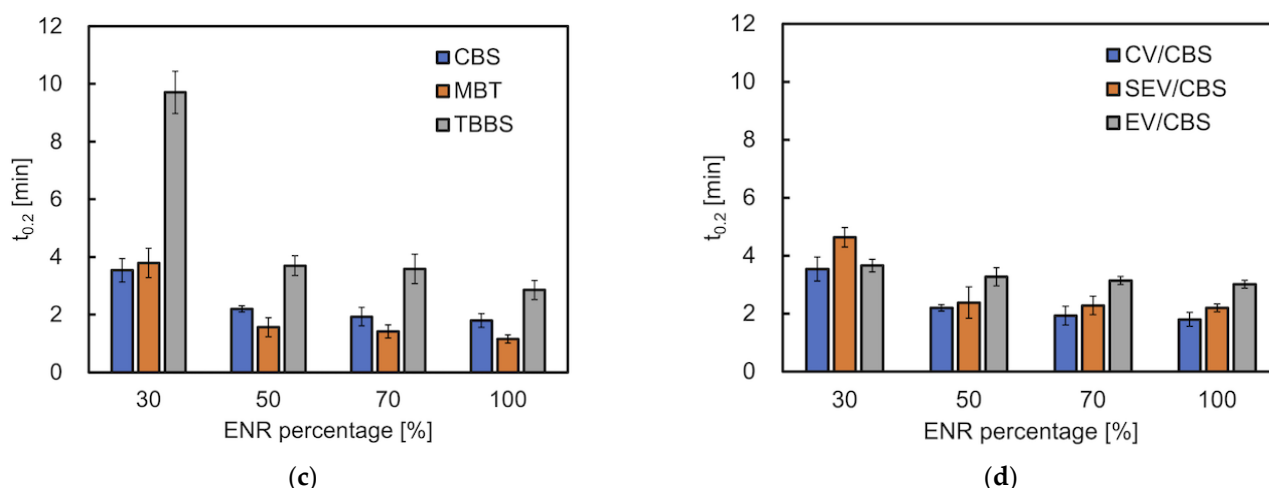 12
10
8
6
4
2
0
t0.2 [min]
CBS
MBT
TBBS
30 50 70 100
ENR percentage [%]
(c)
12
10
8
6
4
2
0
t0.2 [min]
CV/CBS
SEV/CBS
EV/CBS
30 50 70 100
ENR percentage [%]
(d)